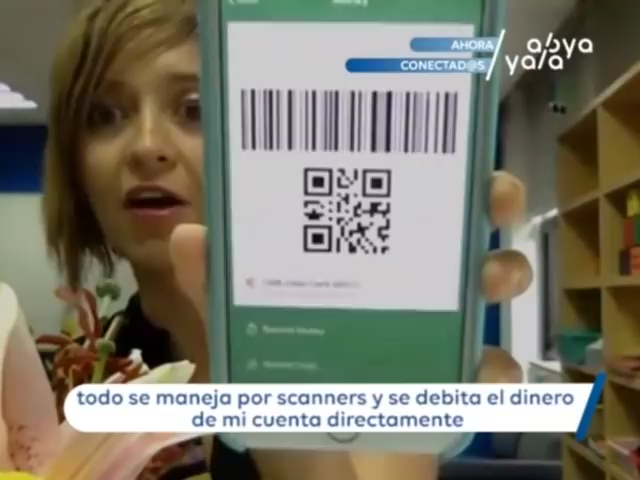 AHORA
CONECTAD@S
abya
yala
todo se maneja por scanners y se debita el dinero
de mi cuenta directamente